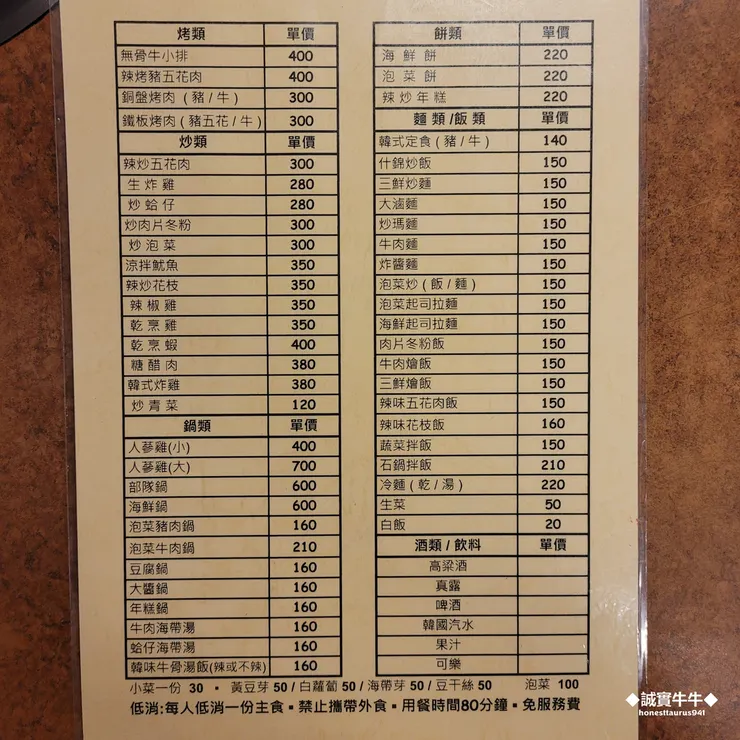 烤類 單價
無骨牛小排 400
辣烤豬五花肉 400
銅盤烤肉 (豬/牛) 300
鐵板烤肉 (豬五花/牛) 300
炒類 單價
辣炒五花肉 300
生炸雞 280
炒蛤仔 280
炒肉片冬粉 300
炒泡菜 300
涼拌魷魚 350
辣炒花枝 350
辣椒雞 350
乾烹雞 350
乾烹蝦 400
糖醋肉 380
韓式炸雞 380
炒青菜 120
鍋類 單價
人蔘雞(小) 400
人蔘雞(大) 700
部隊鍋 600
海鮮鍋 600
泡菜豬肉鍋 160
泡菜牛肉鍋 210
豆腐鍋 160
大醬鍋 160
年糕鍋 160
牛肉海帶湯 160
蛤仔海帶湯 160
韓味牛骨湯飯(辣或不辣) 160
餅類 單價
海鮮餅 220
泡菜餅 220
辣炒年糕 220
麵類/飯類 單價
韓式定食(豬/牛) 140
什錦炒飯 150
三鮮炒麵 150
大滷麵 150
炒瑪麵 150
牛肉麵 150
炸醬麵 150
泡菜炒(飯/麵) 150
泡菜起司拉麵 150
海鮮起司拉麵 150
肉片冬粉飯 150
牛肉燴飯 150
三鮮燴飯 150
辣味五花肉飯 150
辣味花枝飯 160
蔬菜拌飯 150
石鍋拌飯 210
冷麵(乾/湯) 220
生菜 50
白飯 20
酒類/飲料 單價
高粱酒
真露
啤酒
韓國汽水
果汁
可樂
小菜一份 30 ▪ 黃豆芽 50/白蘿蔔 50/海帶芽 50/豆干絲 50 泡菜 100
低消:每人低消一份主食▪禁止攜帶外食▪用餐時間80分鐘▪免服務費
◆誠實牛牛◆
honesttaurus941